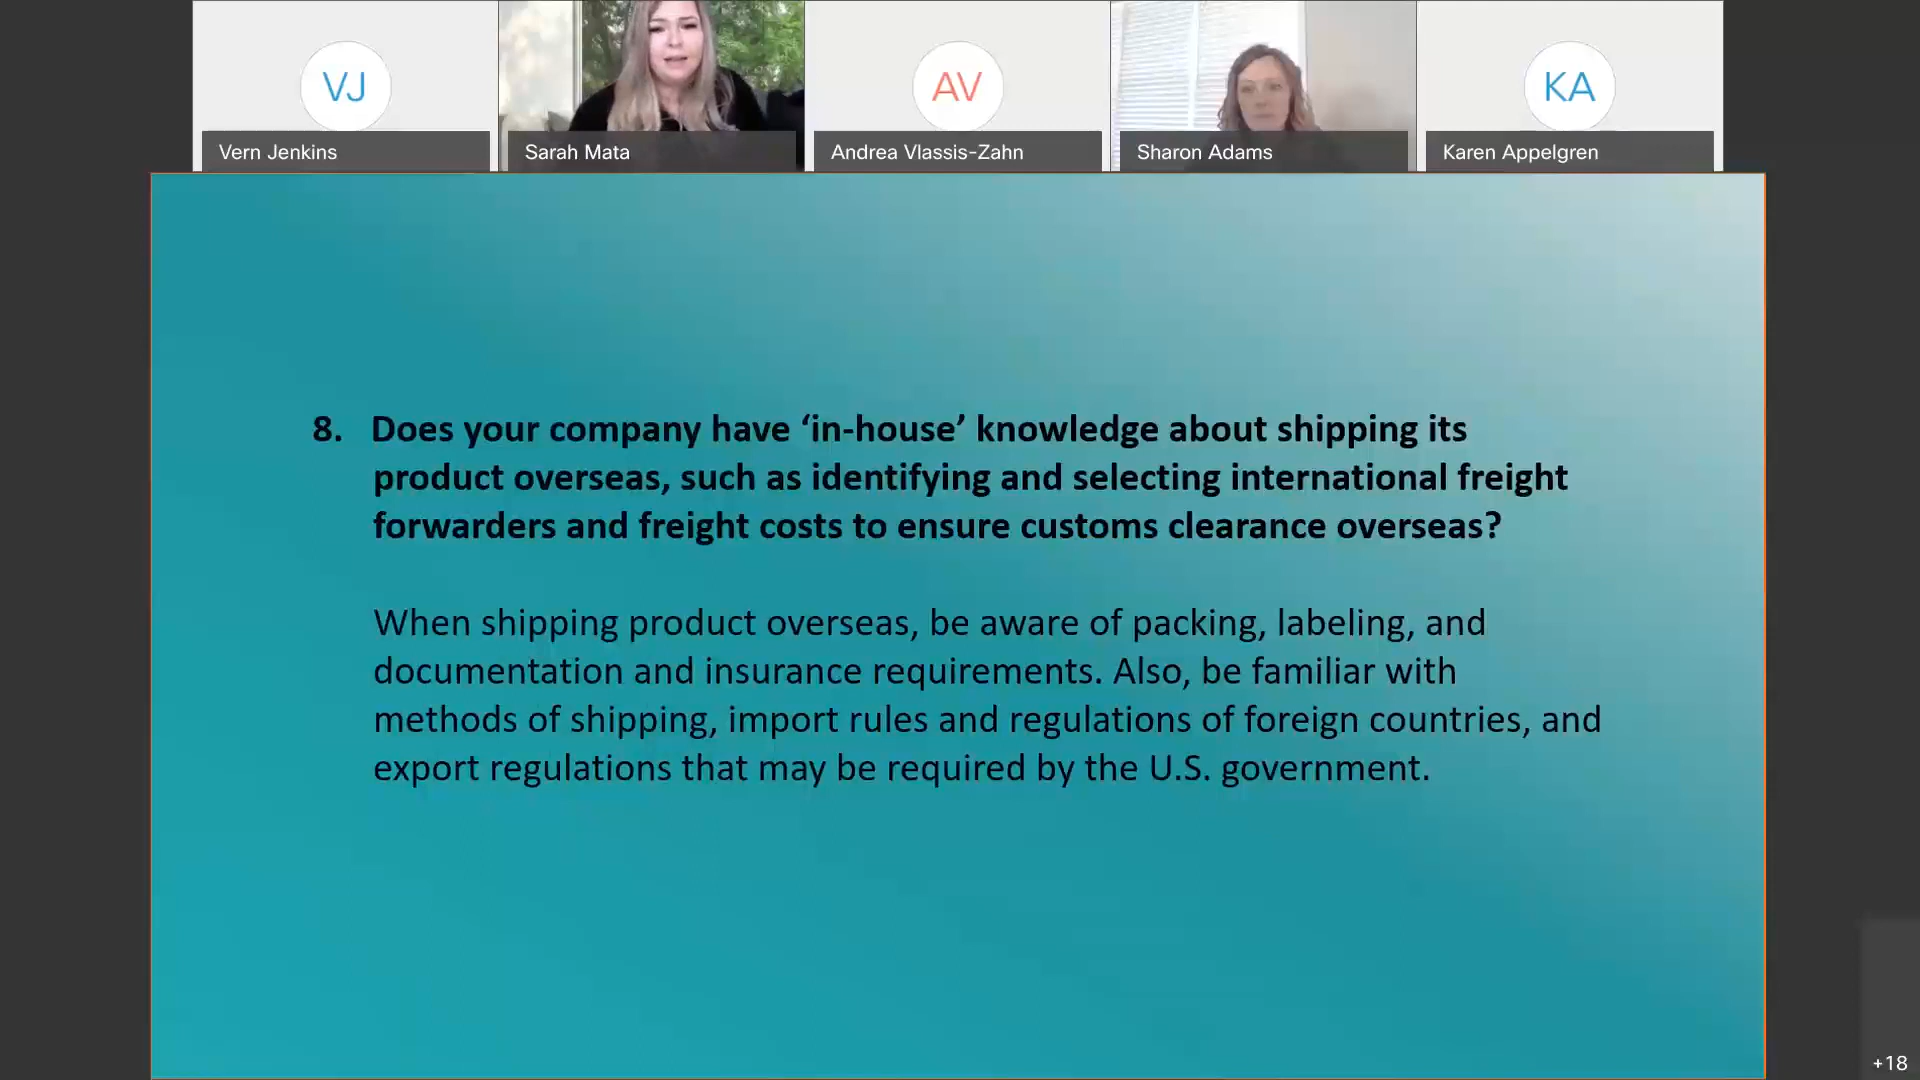 VJ
AV
KA
Vern Jenkins
Sarah Mata
Andrea Vlassis-Zahn
Sharon Adams
Karen Appelgren
8. Does your company have ‘in-house’ knowledge about shipping its
product overseas, such as identifying and selecting international freight
forwarders and freight costs to ensure customs clearance overseas?
When shipping product overseas, be aware of packing, labeling, and
documentation and insurance requirements. Also, be familiar with
methods of shipping, import rules and regulations of foreign countries, and
export regulations that may be required by the U.S. government.
+18